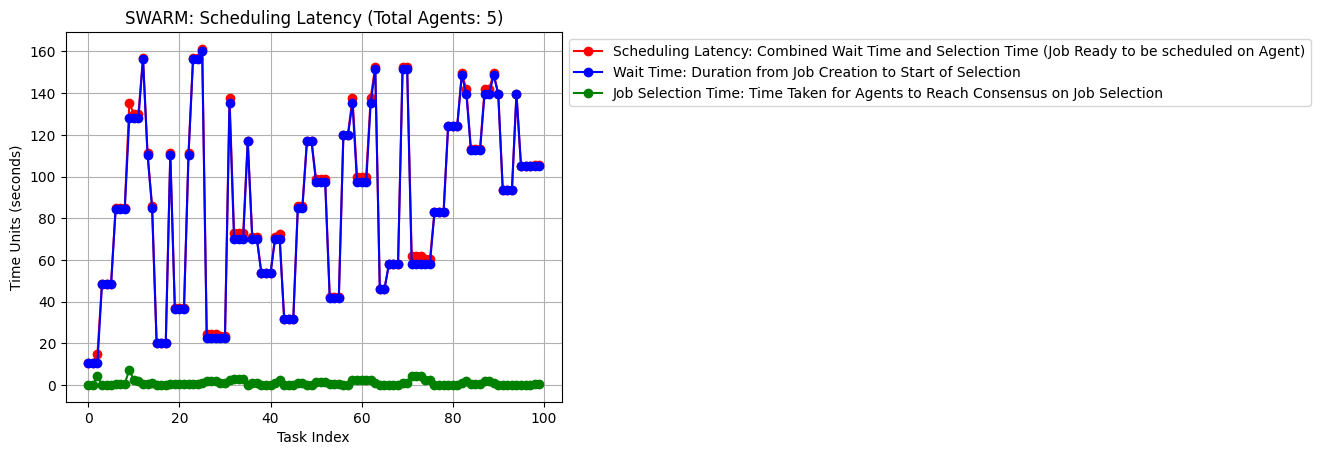 SWARM: Scheduling Latency (Total Agents: 5)
Scheduling Latency: Combined Wait Time and Selection Time (Job Ready to be scheduled on Agent)
Wait Time: Duration from Job Creation to Start of Selection
Job Selection Time: Time Taken for Agents to Reach Consensus on Job Selection
Time Units (seconds)
160
140
120
100
80
60
40
20
0
0 20 40 60 80 100
Task Index